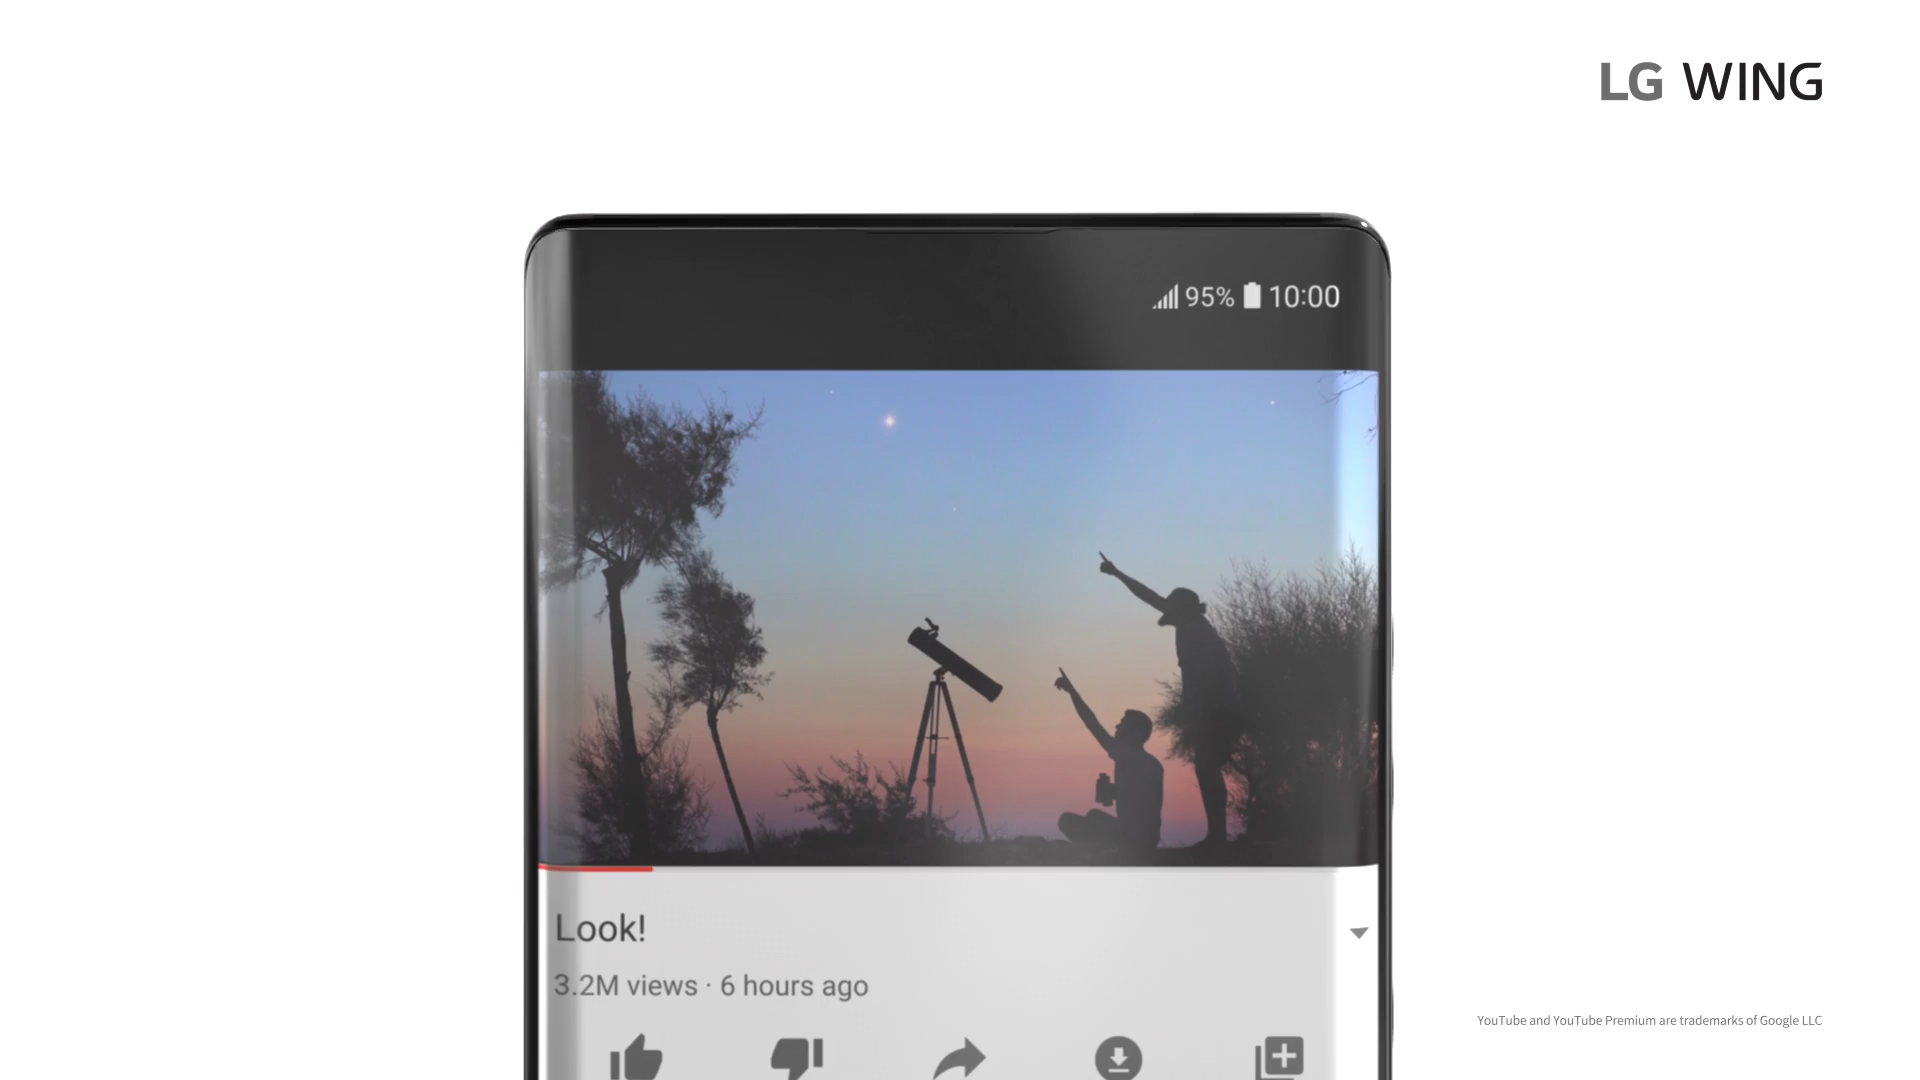 LG WING
95% 10:00
Look!
3.2M views · 6 hours ago
YouTube and YouTube Premium are trademarks of Google LLC